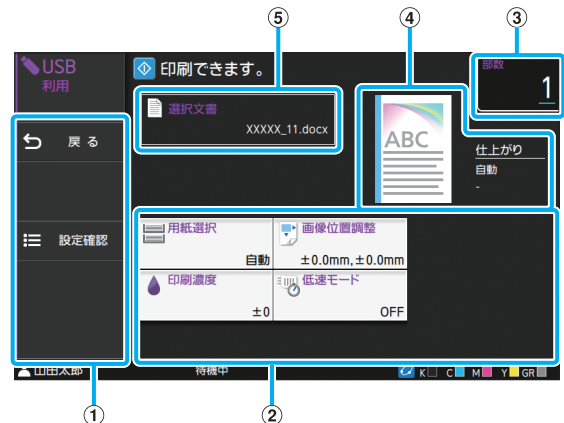 ⑤
④
③
USB
利用
印刷できます。
部数
1
選択文書
XXXXX_11.docx
ABC
仕上がり
自動
-
戻る
設定確認
用紙選択
自動
画像位置調整
±0.0mm,±0.0mm
印刷濃度
±0
低速モード
OFF
山田太郎
待機中
K C M Y GR
①
②